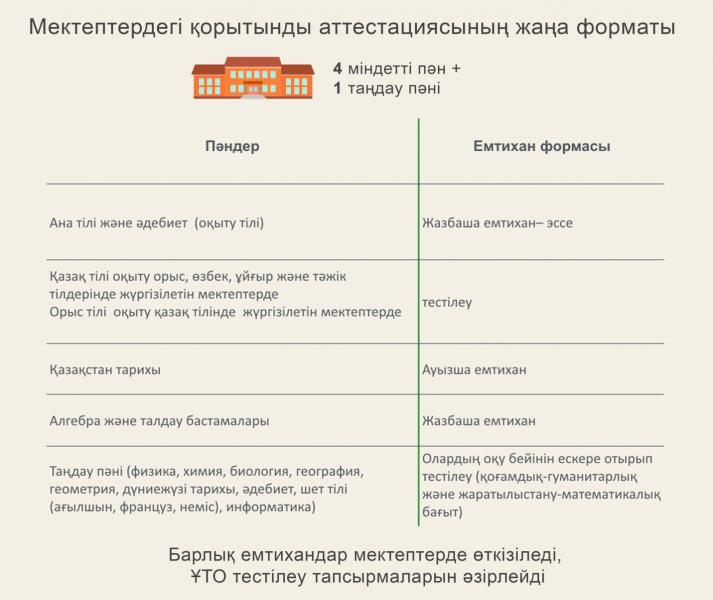 Мектептердегі қорытынды аттестациясының жаңа форматы
4 міндетті пән +
1 таңдау пәні
Пәндер
Емтихан формасы
Ана тілі және әдебиет (оқыту тілі)
Жазбаша емтихан– эссе
Қазақ тілі оқыту орыс, өзбек, ұйғыр және тәжік
тілдерінде жүргізілетін мектептерде
Орыс тілі оқыту қазақ тілінде жүргізілетін мектептерде
тестілеу
Қазақстан тарихы
Ауызша емтихан
Алгебра және талдау бастамалары
Жазбаша емтихан
Таңдау пәні (физика, химия, биология, география,
геометрия, дүниежүзі тарихы, әдебиет, шет тілі
(ағылшын, француз, неміс), информатика)
Олардың оқу бейінін ескере отырып
тестілеу (қоғамдық-гуманитарлық
және жаратылыстану-математикалық
бағыт)
Барлық емтихандар мектептерде өткізіледі,
ҰТО тестілеу тапсырмаларын әзірлейді